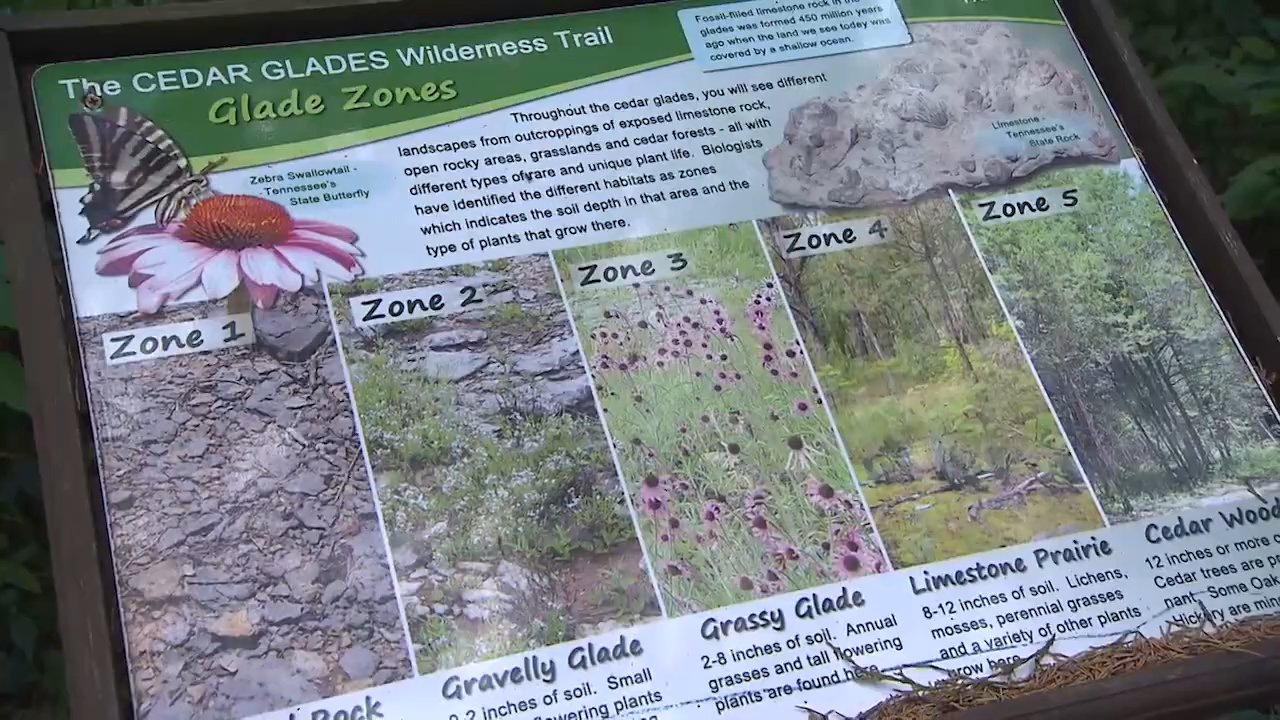 The CEDAR GLADES Wilderness Trail
Glade Zones
Fossil-filled limestone rock in the
glades was formed 450 million years
ago when the land we see today was
covered by a shallow ocean.
Zebra Swallowtail -
Tennessee's
State Butterfly
Throughout the cedar glades, you will see different
landscapes from outcroppings of exposed limestone rock,
open rocky areas, grasslands and cedar forests - all with
different types of rare and unique plant life. Biologists
have identified the different habitats as zones
which indicates the soil depth in that area and the
type of plants that grow there.
Limestone -
Tennessee's
State Rock
Zone 1
Zone 2
Zone 3
Zone 4
Zone 5
Rock
Gravelly Glade
inches of soil. Small
flowering plants
Grassy Glade
2-8 inches of soil. Annual
grasses and tall flowering
plants are found here
Limestone Prairie
8-12 inches of soil. Lichens,
mosses, perennial grasses
and a variety of other plants
grow here
Cedar Wood
12 inches or more
Cedar trees are
Some Oak
Hickory are